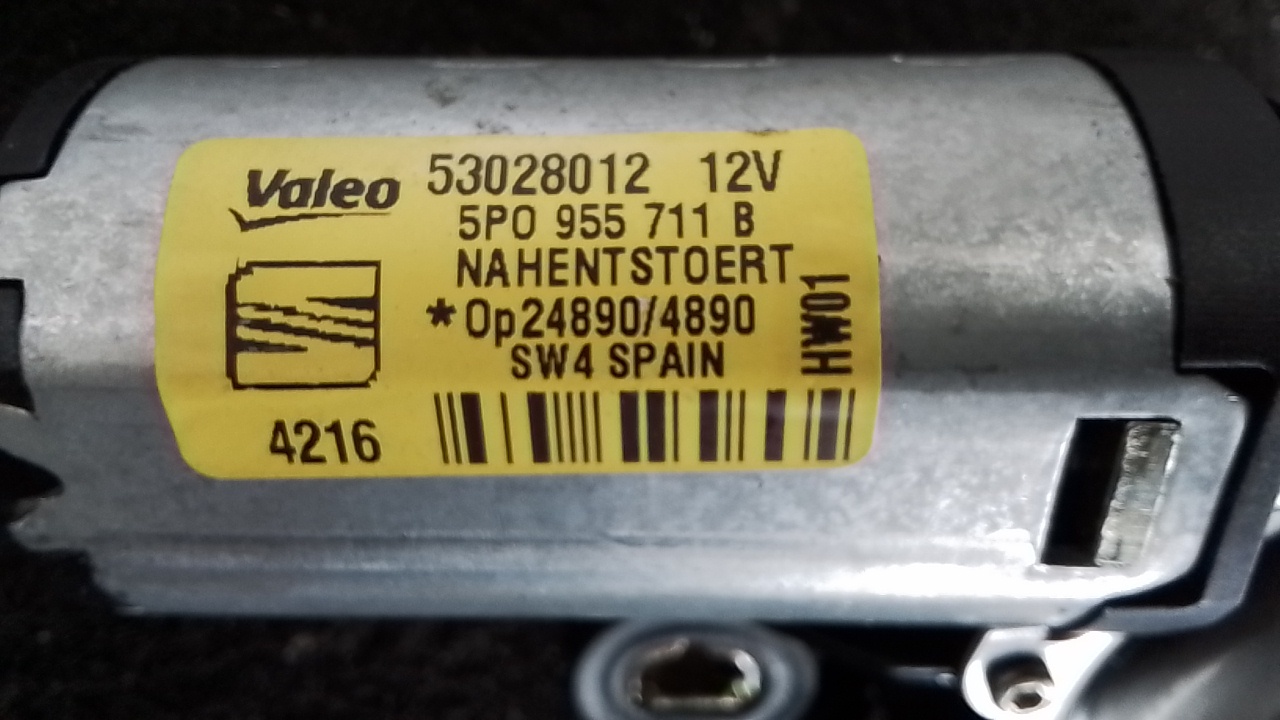 Valeo 53028012 12V
5P0 955 711 B
NAHENTSTOERT
*Op24890/4890
SW4 SPAIN
HW01
4216